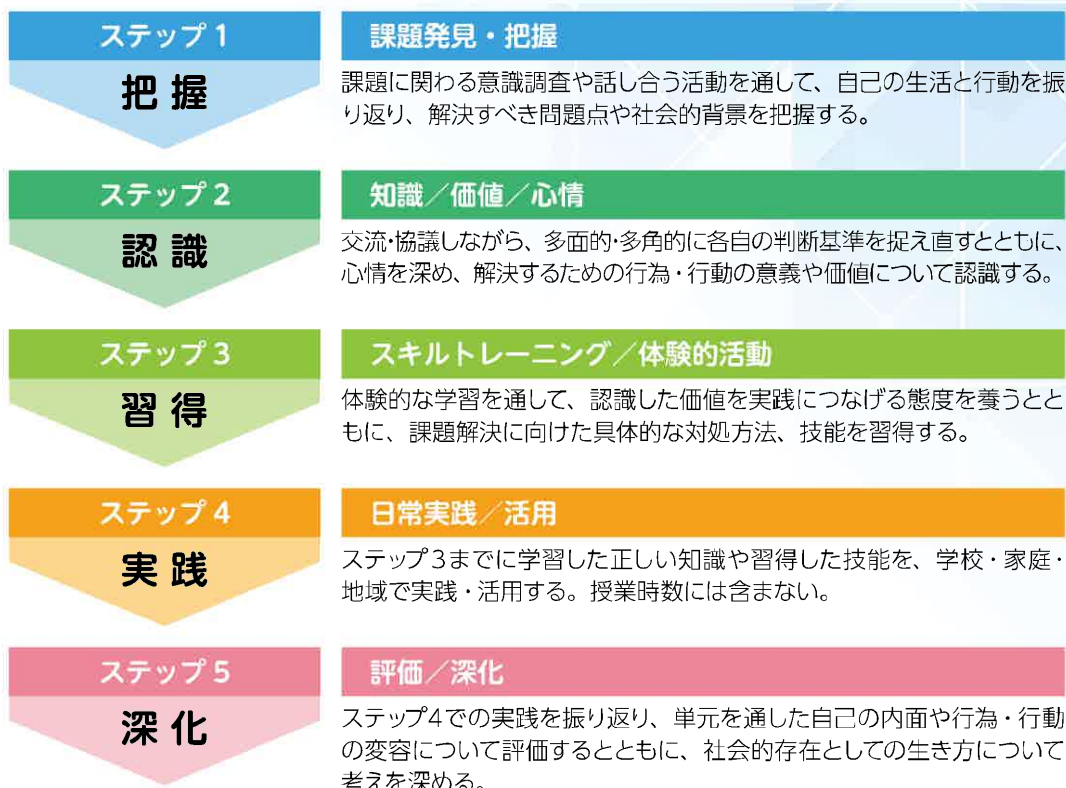 ステップ 1
課題発見・把握
把 握
課題に関わる意識調査や話し合う活動を通して、自己の生活と行動を振
り返り、解決すべき問題点や社会的背景を把握する。
ステップ 2
知識／価値／心情
認 識
交流・協議しながら、多面的・多角的に各自の判断基準を捉え直すとともに、
心情を深め、解決するための行為・行動の意義や価値について認識する。
ステップ 3
スキルトレーニング／体験的活動
習 得
体験的な学習を通して、認識した価値を実践につなげる態度を養うとと
もに、課題解決に向けた具体的な対処方法、技能を習得する。
ステップ 4
日常実践／活用
実 践
ステップ3までに学習した正しい知識や習得した技能を、学校・家庭・
地域で実践・活用する。授業時数には含まない。
ステップ 5
評価／深化
深 化
ステップ4での実践を振り返り、単元を通した自己の内面や行為・行動
の変容について評価するとともに、社会的存在としての生き方について
考えを深める。